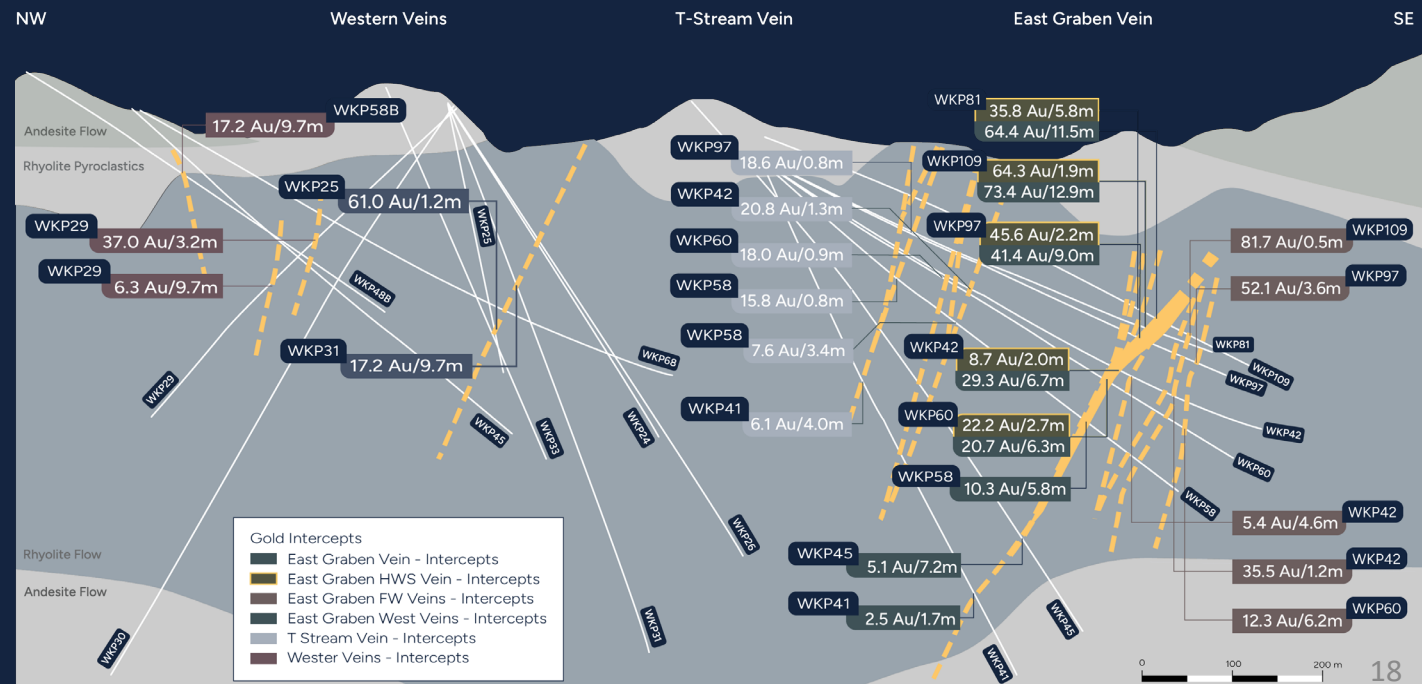 NW
Western Veins
T-Stream Vein
East Graben Vein
SE
Andesite Flow
Rhyolite Pyroclastics
WKP58B
17.2 Au/9.7m
WKP25
61.0 Au/1.2m
WKP25
WKP29
37.0 Au/3.2m
WKP29
6.3 Au/9.7m
WKP48B
WKP31
17.2 Au/9.7m
WKP29
WKP68
WKP45
WKP33
WKP24
WKP26
WKP31
WKP30
WKP97
18.6 Au/0.8m
WKP42
20.8 Au/1.3m
WKP60
18.0 Au/0.9m
WKP58
15.8 Au/0.8m
WKP58
7.6 Au/3.4m
WKP41
6.1 Au/4.0m
WKP81
35.8 Au/5.8m
64.4 Au/11.5m
WKP109
64.3 Au/1.9m
73.4 Au/12.9m
WKP97
45.6 Au/2.2m
41.4 Au/9.0m
WKP42
8.7 Au/2.0m
29.3 Au/6.7m
WKP60
22.2 Au/2.7m
20.7 Au/6.3m
WKP58
10.3 Au/5.8m
WKP45
5.1 Au/7.2m
WKP41
2.5 Au/1.7m
WKP109
81.7 Au/0.5m
WKP97
52.1 Au/3.6m
WKP81
WKP109
WKP97
WKP42
WKP60
WKP58
WKP42
5.4 Au/4.6m
WKP42
35.5 Au/1.2m
WKP60
12.3 Au/6.2m
WKP45
WKP41
Rhyolite Flow
Andesite Flow
Gold Intercepts
East Graben Vein - Intercepts
East Graben HWS Vein - Intercepts
East Graben FW Veins - Intercepts
East Graben West Veins - Intercepts
T Stream Vein - Intercepts
Wester Veins - Intercepts
0 100 200 m
18